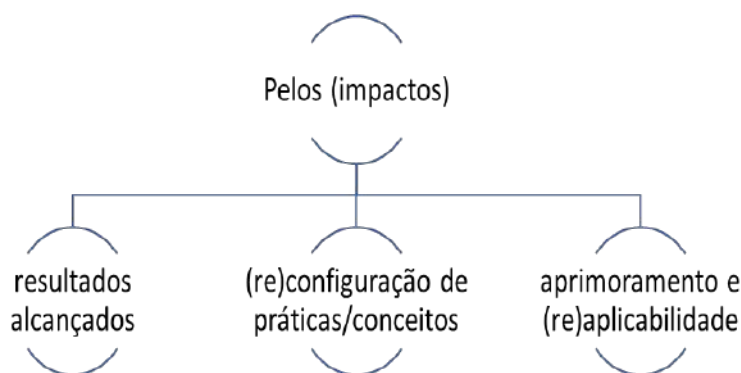 Pelos (impactos)
resultados
alcançados
(re)configuração de
práticas/conceitos
aprimoramento e
(re)aplicabilidade